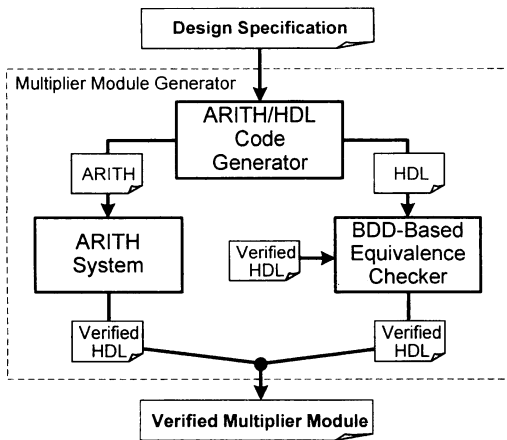 Design Specification
Multiplier Module Generator
ARITH/HDL
Code
Generator
ARITH
HDL
ARITH
System
Verified
HDL
BDD-Based
Equivalence
Checker
Verified
HDL
Verified
HDL
Verified Multiplier Module